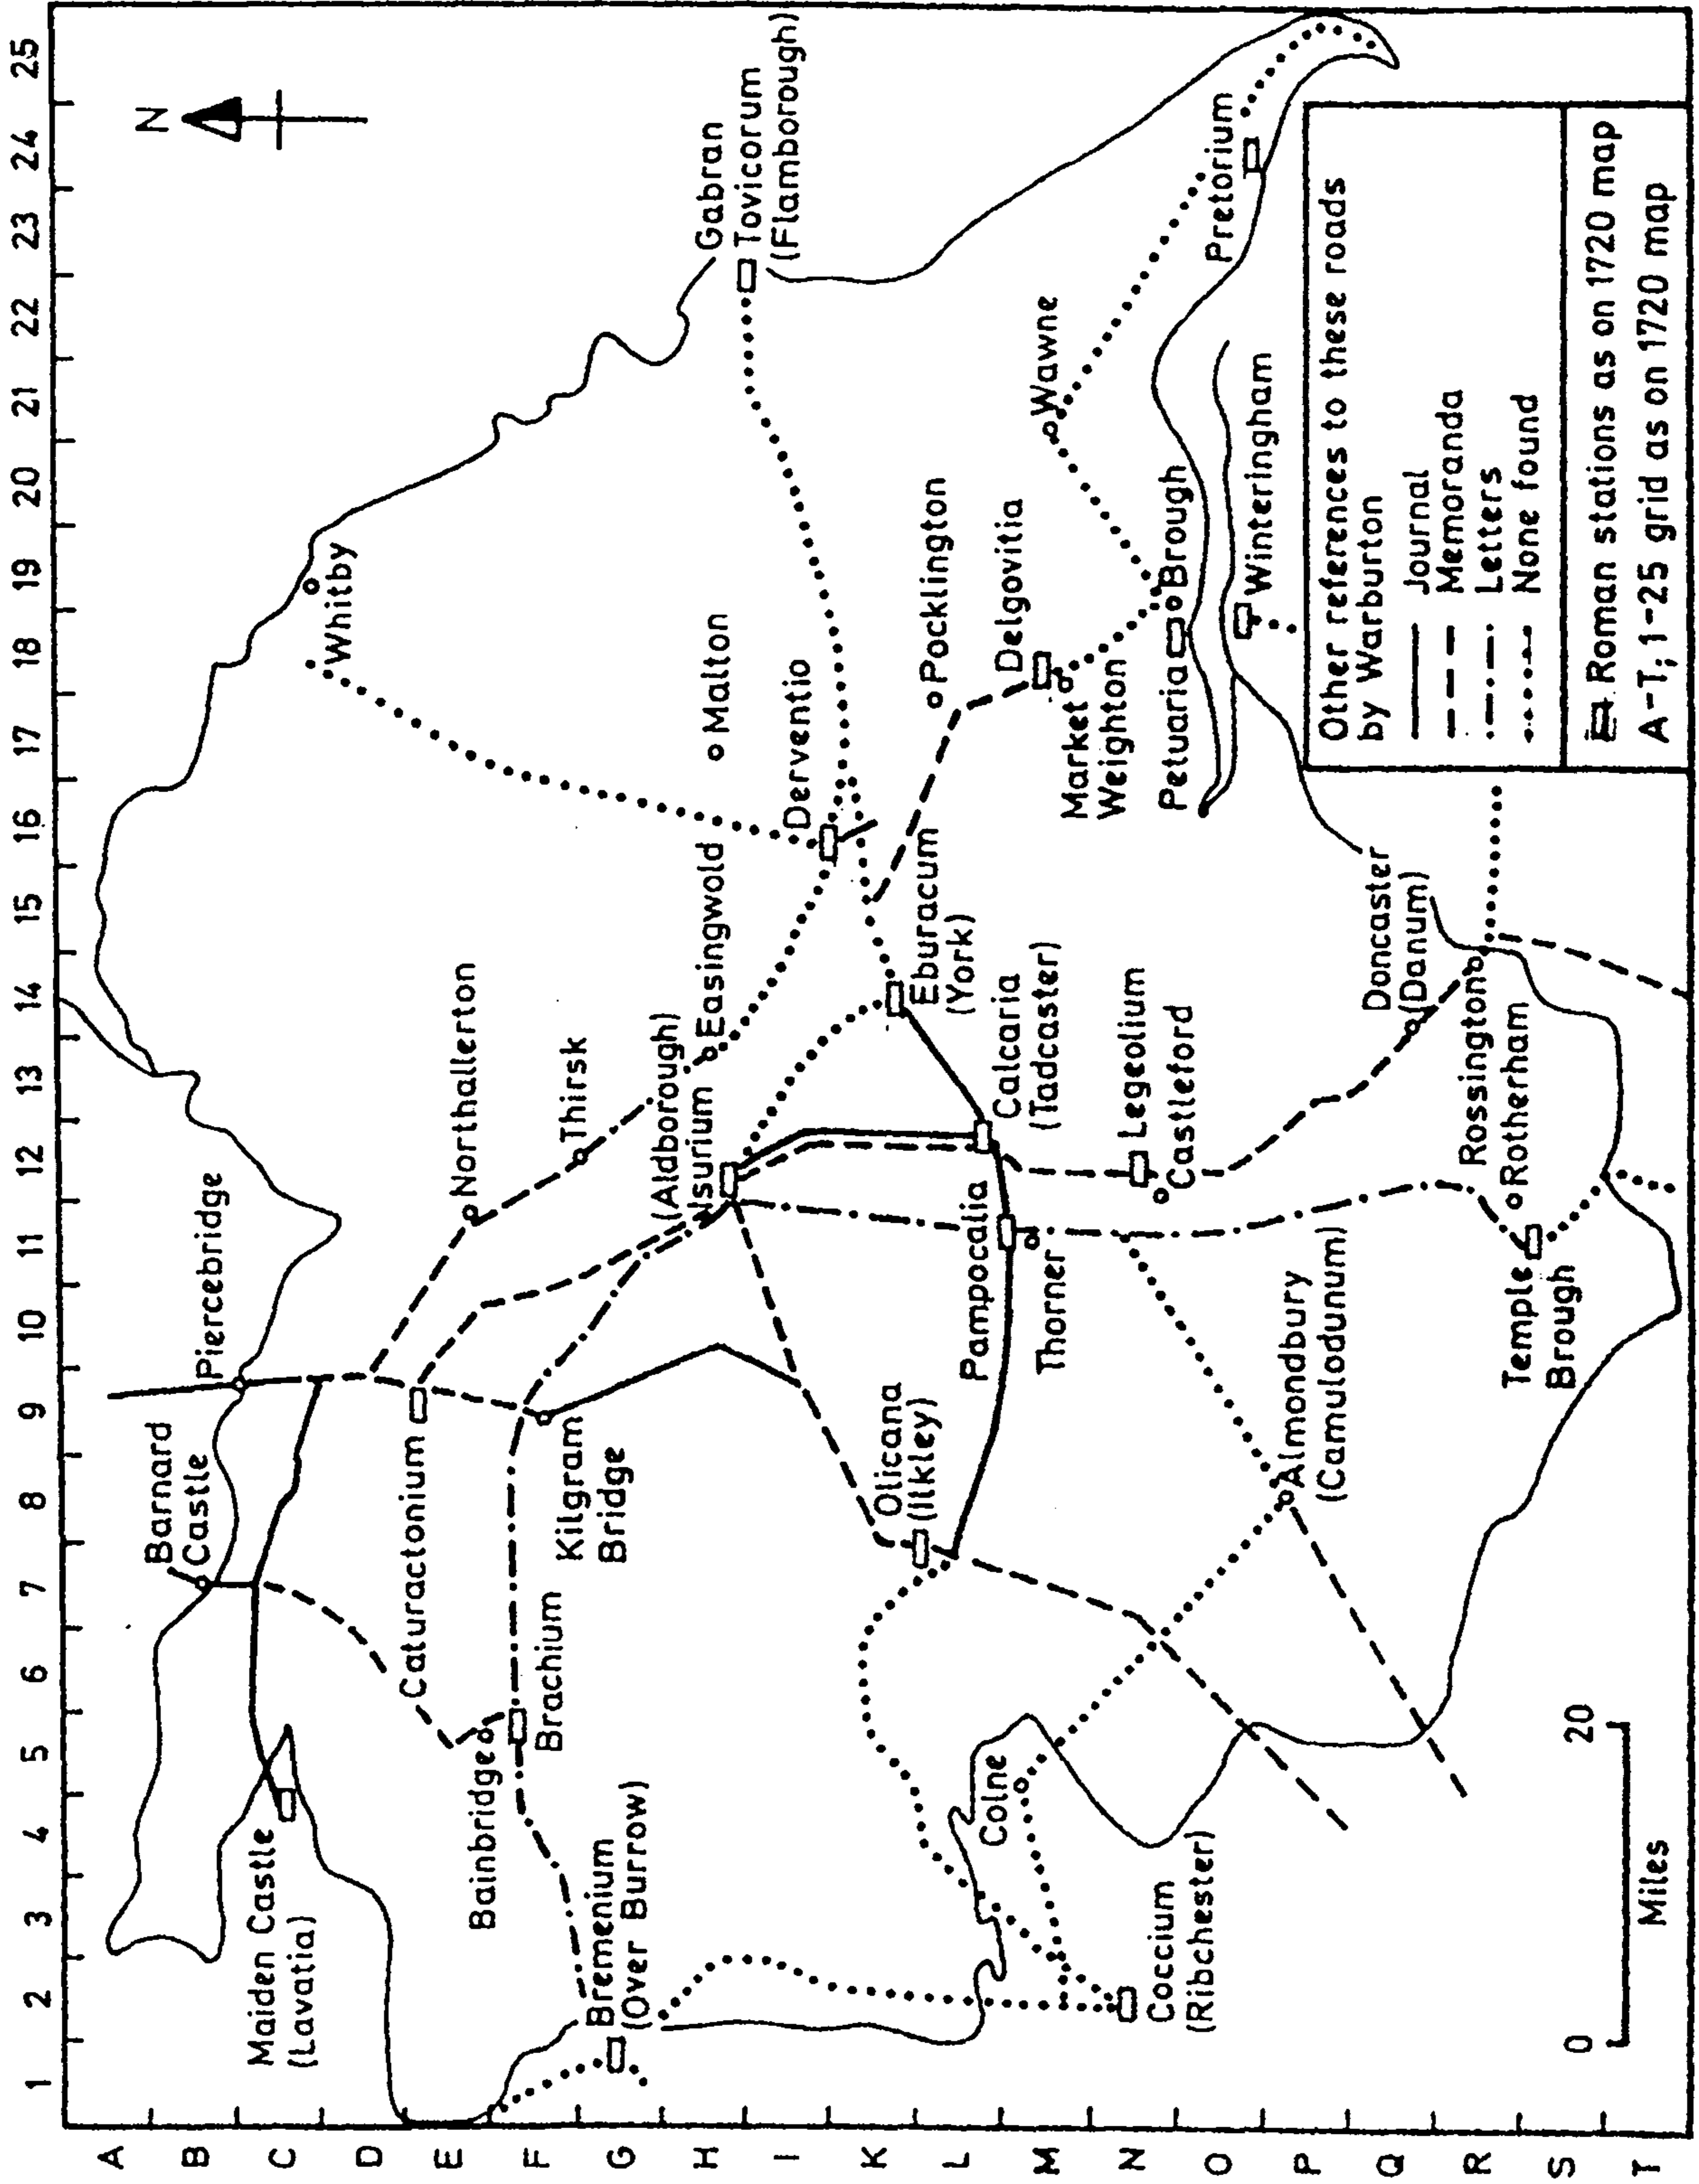 1 2 3 4 5 6 7 8 9 10 11 12 13 14 15 16 17 18 19 20 21 22 23 24 25
A
B
C
D
E
F
G
H
I
K
L
M
N
O
P
Q
R
S
T
N
Barnard
Castle
Piercebridge
Maiden Castle
(Lavatia)
Whitby
Northallerton
Caturactonium
Bainbridge
Brachium
Thirsk
Kilgram
Bridge
Bremenium
(Over Burrow)
(Aldborough)
Isurium
Easingwold
Malton
Derventio
Gabran
Tovicorum
(Flamborough)
Olicana
(Ilkley)
Eburacum
(York)
Pocklington
Delgovitia
Market
Weighton
Wawne
Pampocalia
Thorner
Calcaria
(Tadcaster)
Colne
Legeolium
Castleford
Petuaria
Brough
Coccium
(Ribchester)
Winteringham
Pretorium
Almondbury
(Camulodunum)
Doncaster
(Danum)
Rossington
Rotherham
Temple
Brough
0 20
Miles
Other references to these roads
by Warburton
Journal
Memoranda
Letters
None found
Roman stations as on 1720 map
A-T; 1-25 grid as on 1720 map